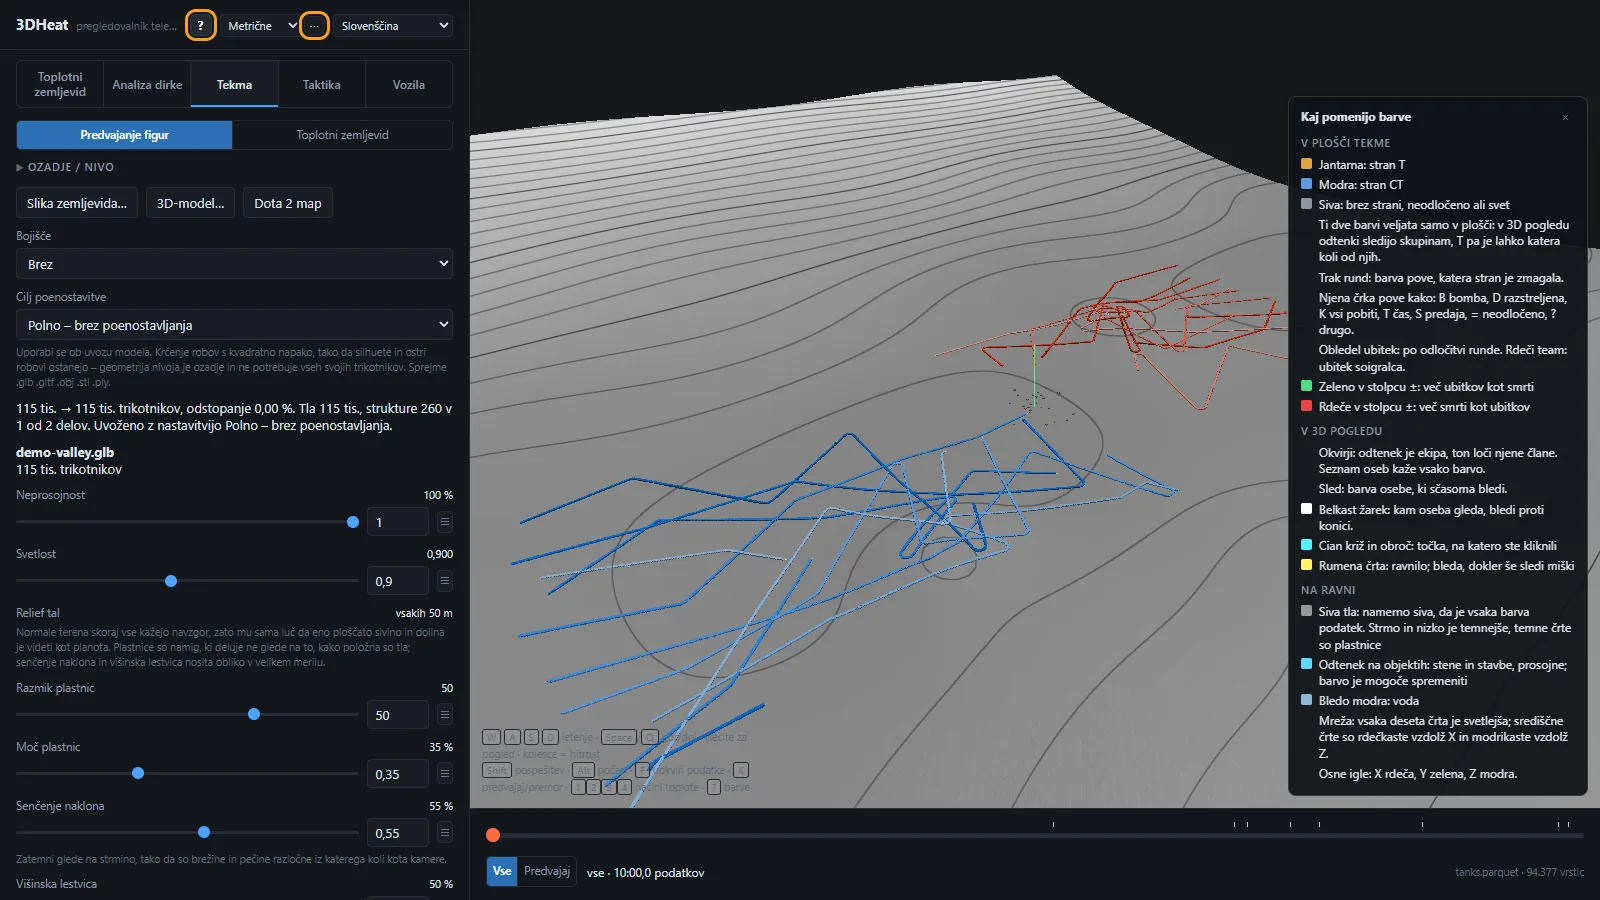 3DHeat pregledovalnik tele... ? Metrične ... Slovenščina
Toplotni zemljevid
Analiza dirke
Tekma
Taktika
Vozila
Predvajanje figur
Toplotni zemljevid
OZADJE / NIVO
Slika zemljevida...
3D-model...
Dota 2 map
Bojišče
Brez
Cilj poenostavitve
Polno – brez poenostavljanja
Uporabi se ob uvozu modela. Krčenje robov s kvadratno napako, tako da silhuete in ostri
robovi ostanejo – geometrija nivoja je ozadje in ne potrebuje vseh svojih trikotnikov. Sprejme
.glb .gltf .obj .stl .ply.
115 tis. → 115 tis. trikotnikov, odstopanje 0,00 %. Tla 115 tis., strukture 260 v
1 od 2 delov. Uvoženo z nastavitvijo Polno – brez poenostavljanja.
demo-valley.glb
115 tis. trikotnikov
Neprosojnost 100 %
1
Svetlost 0,900
0,9
Relief tal vsakih 50 m
Normale terena skoraj vse kažejo navzgor, zato mu sama luč da eno ploščato sivino in dolina
je videti kot planota. Plastnice so namig, ki deluje ne glede na to, kako položna so tla;
senčenje naklona in višinska lestvica nosita obliko v velikem merilu.
Razmik plastnic 50
50
Moč plastnic 35 %
0,35
Senčenje naklona 55 %
0,55
Zatemni glede na strmino, tako da so brežine in pečine razločne iz katerega koli kota kamere.
Višinska lestvica 50 %
Kaj pomenijo barve ×
V PLOŠČI TEKME
Jantarna: stran T
Modra: stran CT
Siva: brez strani, neodločeno ali svet
Ti dve barvi veljata samo v plošči: v 3D pogledu
odtenki sledijo skupinam, T pa je lahko katera
koli od njih.
Trak rund: barva pove, katera stran je zmagala.
Njena črka pove kako: B bomba, D razstreljena,
K vsi pobiti, T čas, S predaja, = neodločeno, ?
drugo.
Obledel ubitek: po odločitvi runde. Rdeči team:
ubitek soigralca.
Zeleno v stolpcu ±: več ubitkov kot smrti
Rdeče v stolpcu ±: več smrti kot ubitkov
V 3D POGLEDU
Okvirji: odtenek je ekipa, ton loči njene člane.
Seznam oseb kaže vsako barvo.
Sled: barva osebe, ki sčasoma bledi.
Belkast žarek: kam oseba gleda, bledi proti
konici.
Cian križ in obroč: točka, na katero ste kliknili
Rumena črta: ravnilo; bleda, dokler še sledi miški
NA RAVNI
Siva tla: namerno siva, da je vsaka barva
podatek. Strmo in nizko je temnejše, temne črte
so plastnice
Odtenek na objektih: stene in stavbe, prosojne;
barvo je mogoče spremeniti
Bledo modra: voda
Mreža: vsaka deseta črta je svetlejša; središčne
črte so rdečkaste vzdolž X in modrikaste vzdolž
Z.
Osne igle: X rdeča, Y zelena, Z modra.
W A S D letenje · Space Q
pogled · kolesce = hitrost
Shift pospešitev · Alt F okviri podatke · K
predvajaj/premor · 1 2 3 4 načini toplote · T barve
Vse Predvajaj vse · 10:00,0 podatkov
tanks.parquet · 94.377 vrstic